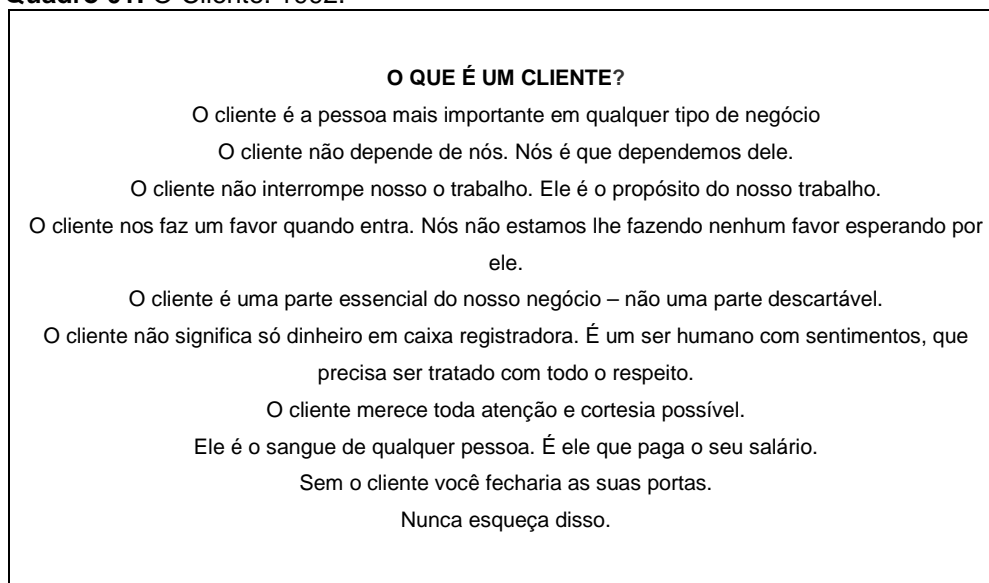 Quadro 01: O Cliente. 1992.
O QUE É UM CLIENTE?
O cliente é a pessoa mais importante em qualquer tipo de negócio
O cliente não depende de nós. Nós é que dependemos dele.
O cliente não interrompe nosso o trabalho. Ele é o propósito do nosso trabalho.
O cliente nos faz um favor quando entra. Nós não estamos lhe fazendo nenhum favor esperando por
ele.
O cliente é uma parte essencial do nosso negócio – não uma parte descartável.
O cliente não significa só dinheiro em caixa registradora. É um ser humano com sentimentos, que
precisa ser tratado com todo o respeito.
O cliente merece toda atenção e cortesia possível.
Ele é o sangue de qualquer pessoa. É ele que paga o seu salário.
Sem o cliente você fecharia as suas portas.
Nunca esqueça disso.